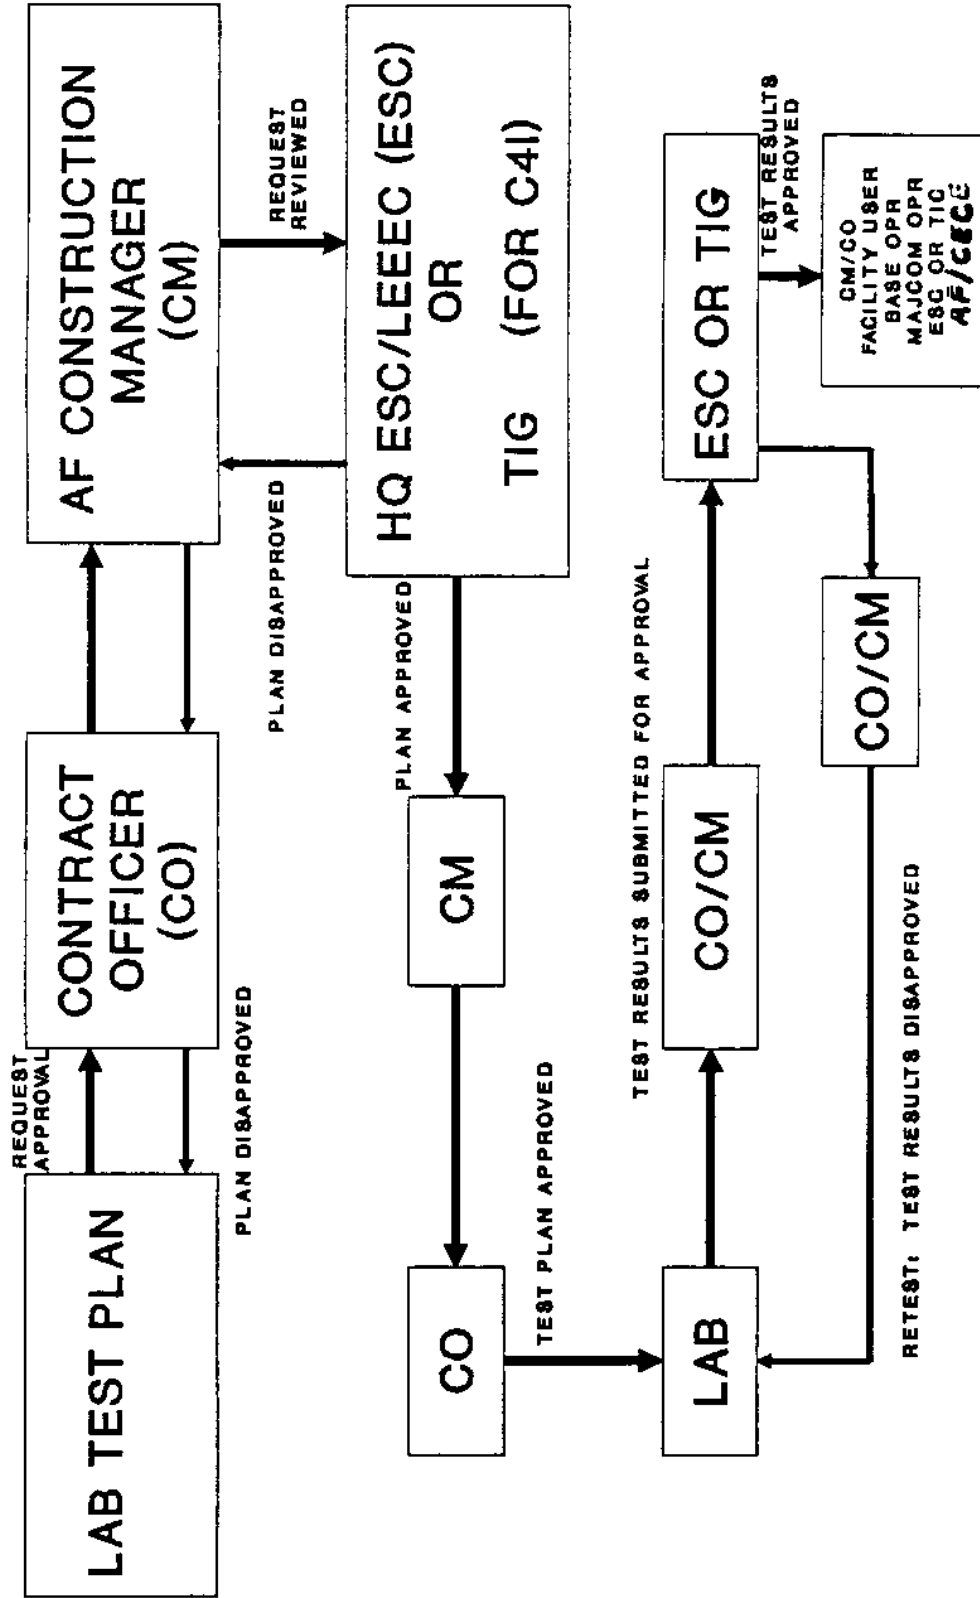 LAB TEST PLAN
REQUEST
APPROVAL
PLAN DISAPPROVED
CONTRACT
OFFICER
(CO)
AF CONSTRUCTION
MANAGER
(CM)
REQUEST
REVIEWED
PLAN DISAPPROVED
HQ ESC/LEEEC (ESC)
OR
TIG (FOR C4I)
PLAN APPROVED
CM
CO
TEST PLAN APPROVED
LAB
TEST RESULTS SUBMITTED FOR APPROVAL
CO/CM
ESC OR TIG
TEST RESULTS
APPROVED
CM/CO
FACILITY USER
BASE OPR
MAJCOM OPR
ESC OR TIG
AF/CECE
CO/CM
RETEST: TEST RESULTS DISAPPROVED